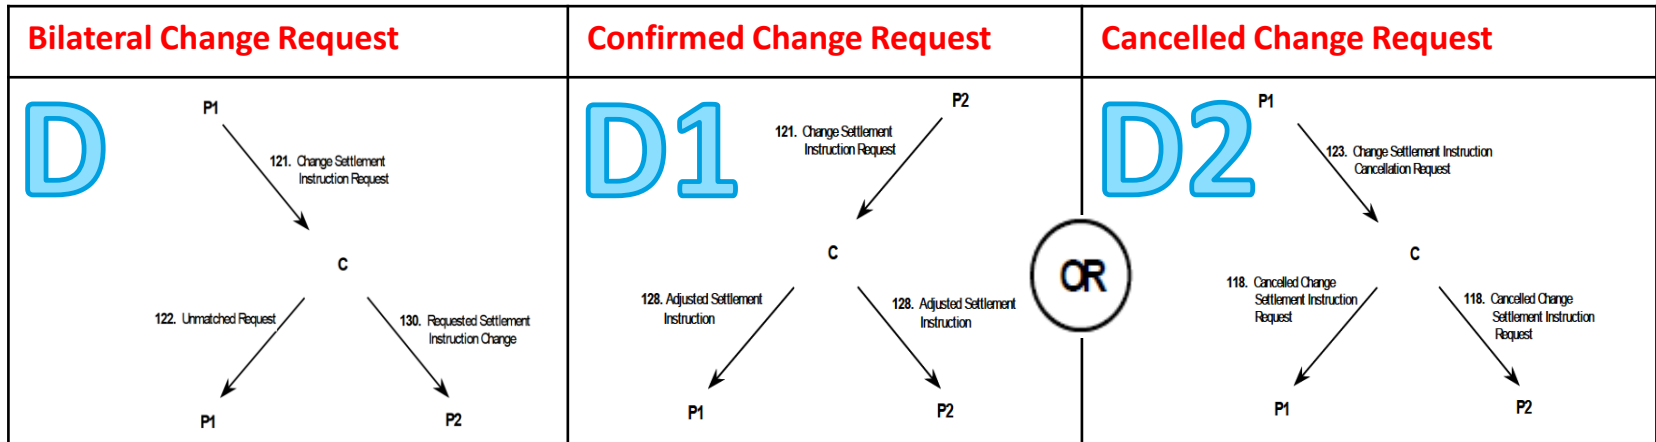 Bilateral Change Request
Confirmed Change Request
Cancelled Change Request
D
P1
121. Change Settlement
Instruction Request
C
122. Unmatched Request
130. Requested Settlement
Instruction Change
P1
P2
D1
P2
121. Change Settlement
Instruction Request
C
128. Adjusted Settlement
Instruction
128. Adjusted Settlement
Instruction
P1
P2
OR
D2
P1
123. Change Settlement Instruction
Cancellation Request
C
118. Cancelled Change
Settlement Instruction
Request
118. Cancelled Change
Settlement Instruction
Request
P1
P2